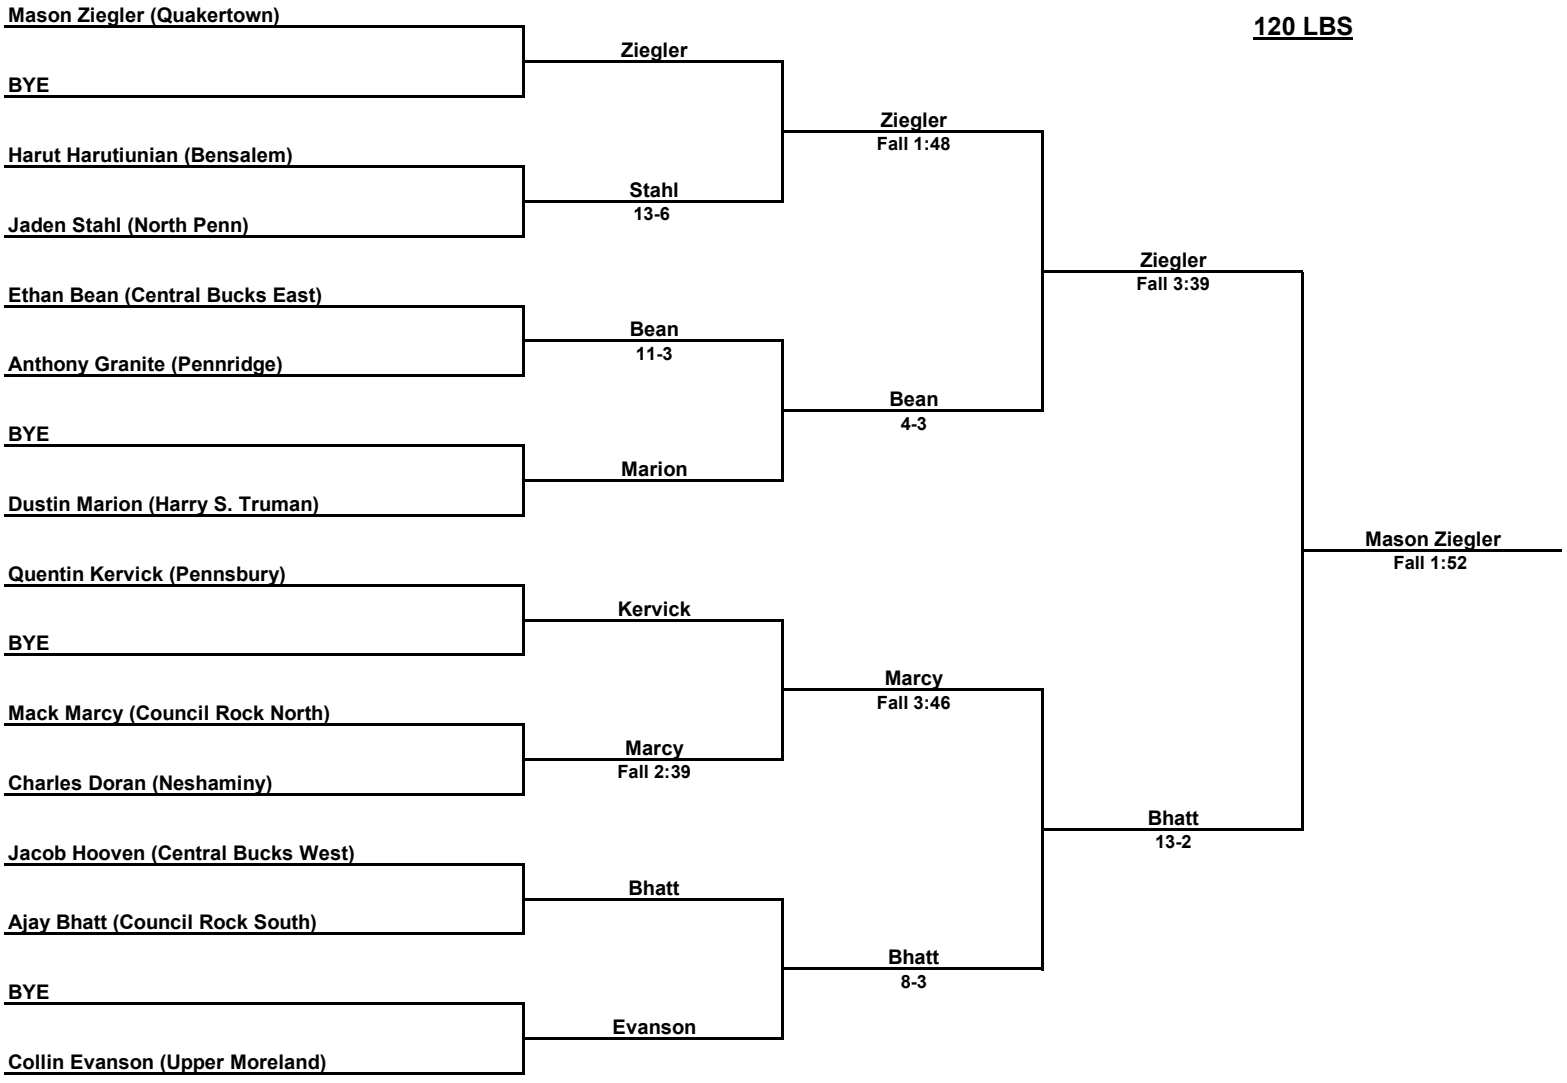 Mason Ziegler (Quakertown)
120 LBS
Ziegler
BYE
Ziegler
Fall 1:48
Harut Harutiunian (Bensalem)
Stahl
13-6
Jaden Stahl (North Penn)
Ziegler
Fall 3:39
Ethan Bean (Central Bucks East)
Bean
11-3
Anthony Granite (Pennridge)
Bean
4-3
BYE
Marion
Dustin Marion (Harry S. Truman)
Mason Ziegler
Fall 1:52
Quentin Kervick (Pennsbury)
Kervick
BYE
Marcy
Fall 3:46
Mack Marcy (Council Rock North)
Marcy
Fall 2:39
Charles Doran (Neshaminy)
Bhatt
13-2
Jacob Hooven (Central Bucks West)
Bhatt
Ajay Bhatt (Council Rock South)
Bhatt
8-3
BYE
Evanson
Collin Evanson (Upper Moreland)